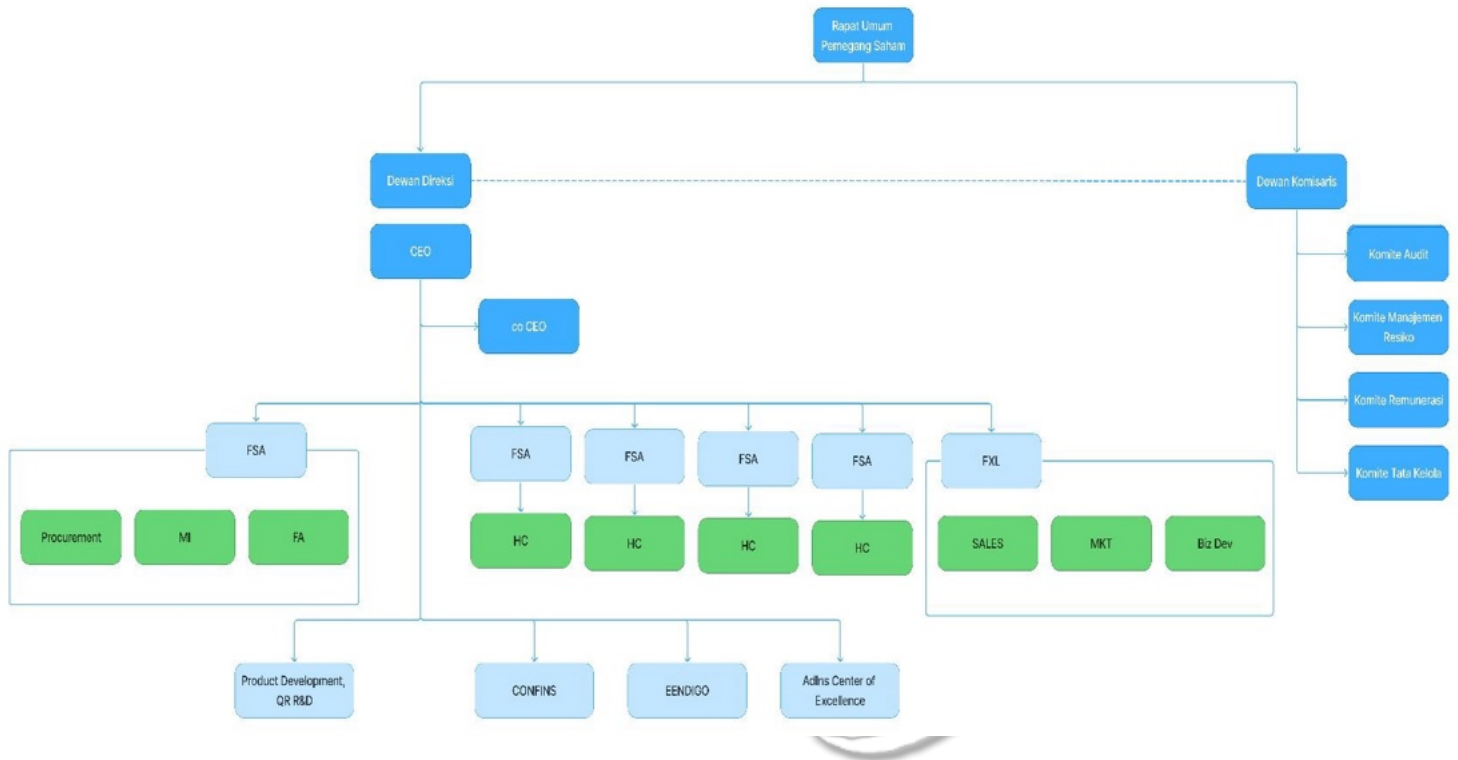 Rapat Umum
Pemegang Saham
Dewan Direksi
Dewan Komisaris
CEO
Komite Audit
co CEO
Komite Manajemen
Resiko
Komite Remunerasi
Komite Tata Kelola
FSA
FSA
FSA
FSA
FSA
FXL
Procurement
MI
FA
HC
HC
HC
HC
SALES
MKT
Biz Dev
Product Development,
QR R&D
CONFINS
EENDIGO
AdIns Center of
Excellence